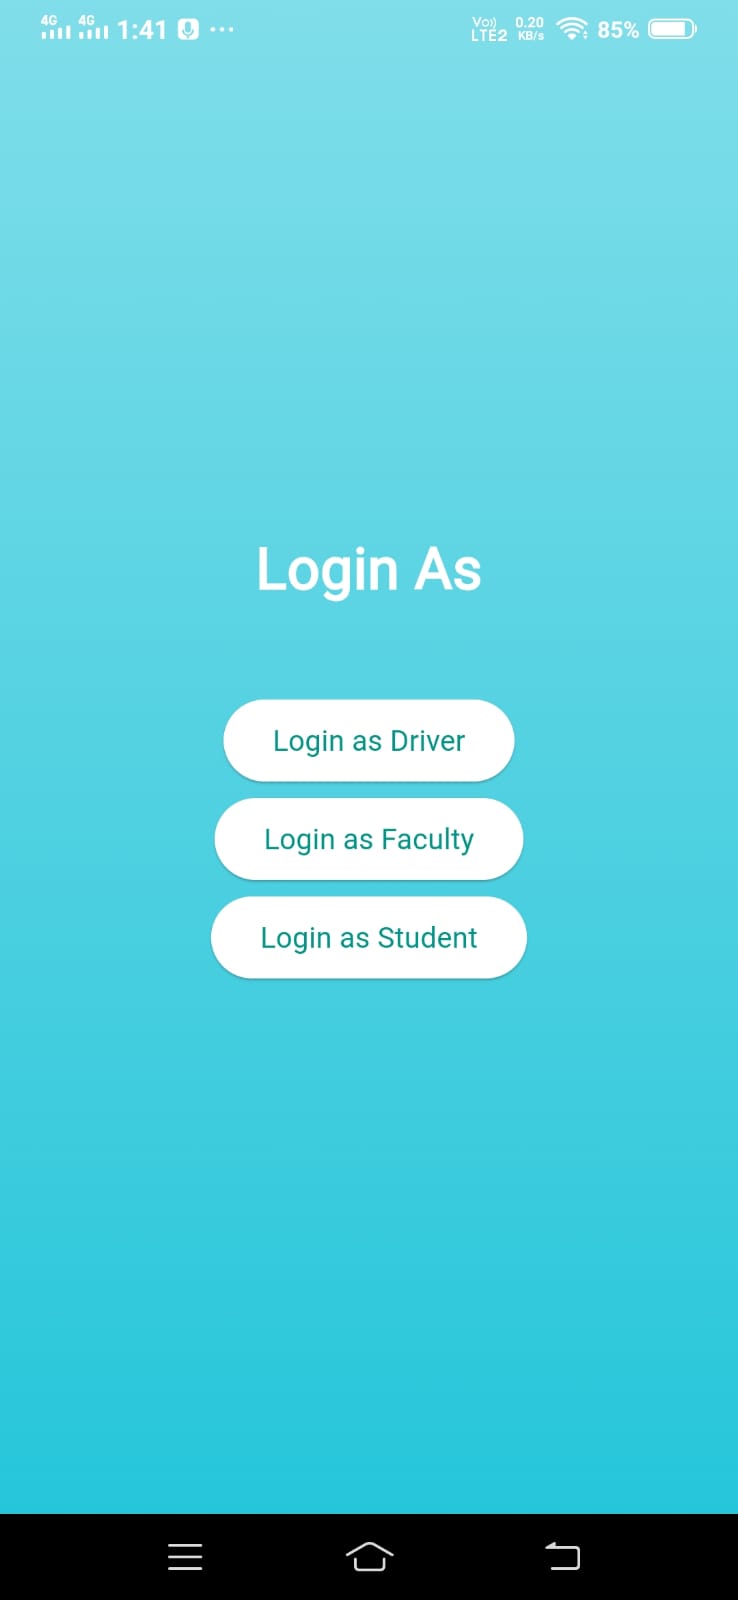 4G 4G 1:41 Vo)) LTE2 0.20 KB/s 85%
Login As
Login as Driver
Login as Faculty
Login as Student